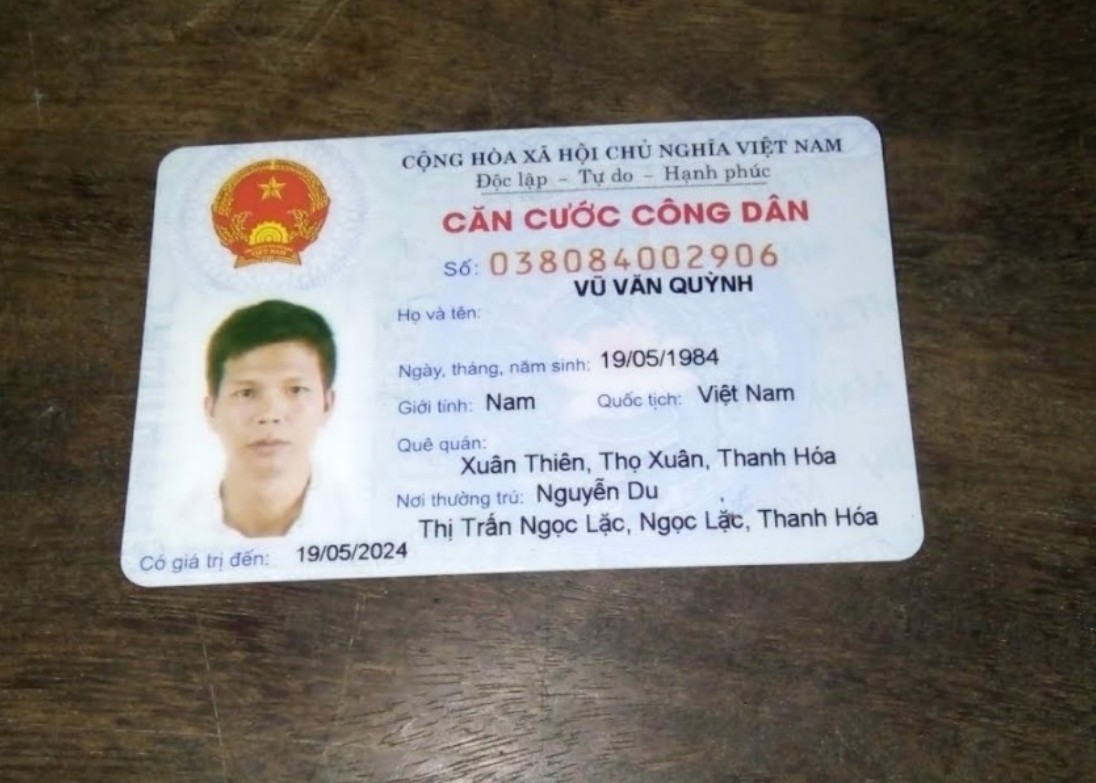 CỘNG HÒA XÃ HỘI CHỦ NGHĨA VIỆT NAM
Độc lập - Tự do - Hạnh phúc
CĂN CƯỚC CÔNG DÂN
Số: 038084002906
VŨ VĂN QUỲNH
Họ và tên:
Ngày, tháng, năm sinh: 19/05/1984
Giới tính: Nam Quốc tịch: Việt Nam
Quê quán:
Xuân Thiên, Thọ Xuân, Thanh Hóa
Nơi thường trú: Nguyễn Du
Thị Trấn Ngọc Lặc, Ngọc Lặc, Thanh Hóa
Có giá trị đến: 19/05/2024
VIỆT NAM